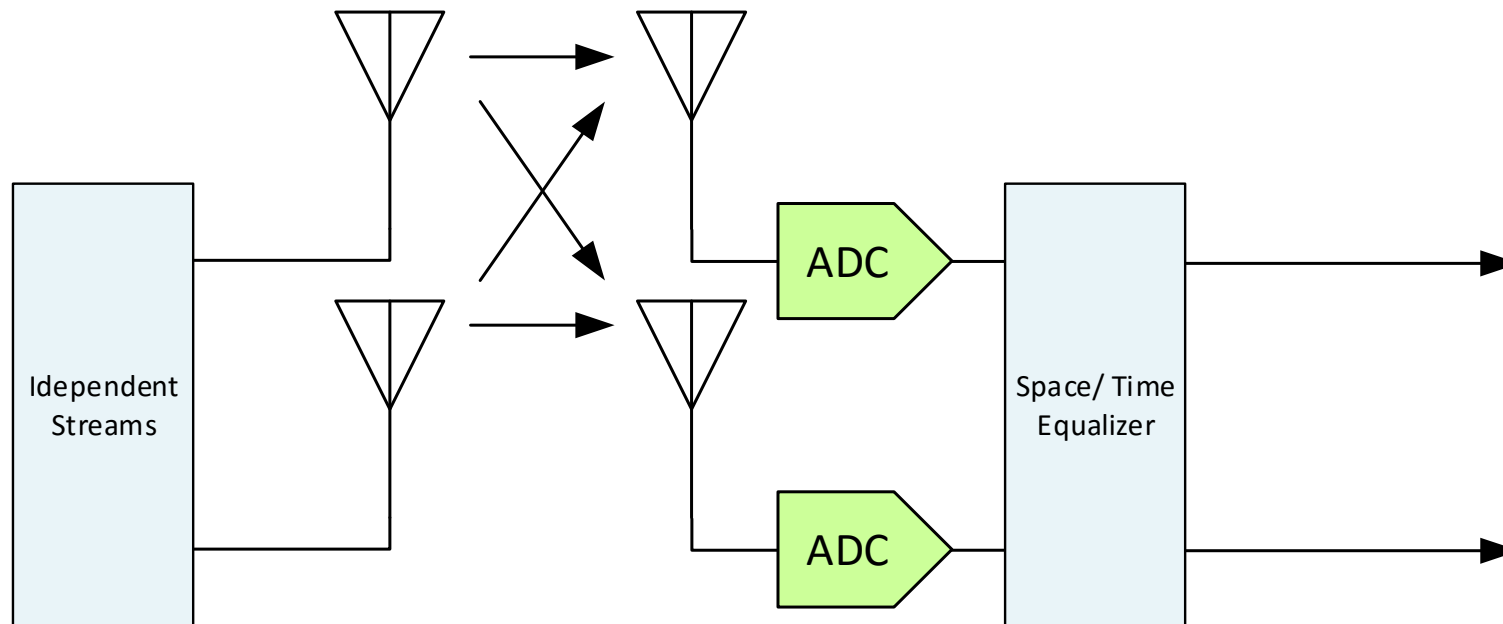 Idependent
Streams
ADC
ADC
Space/ Time
Equalizer